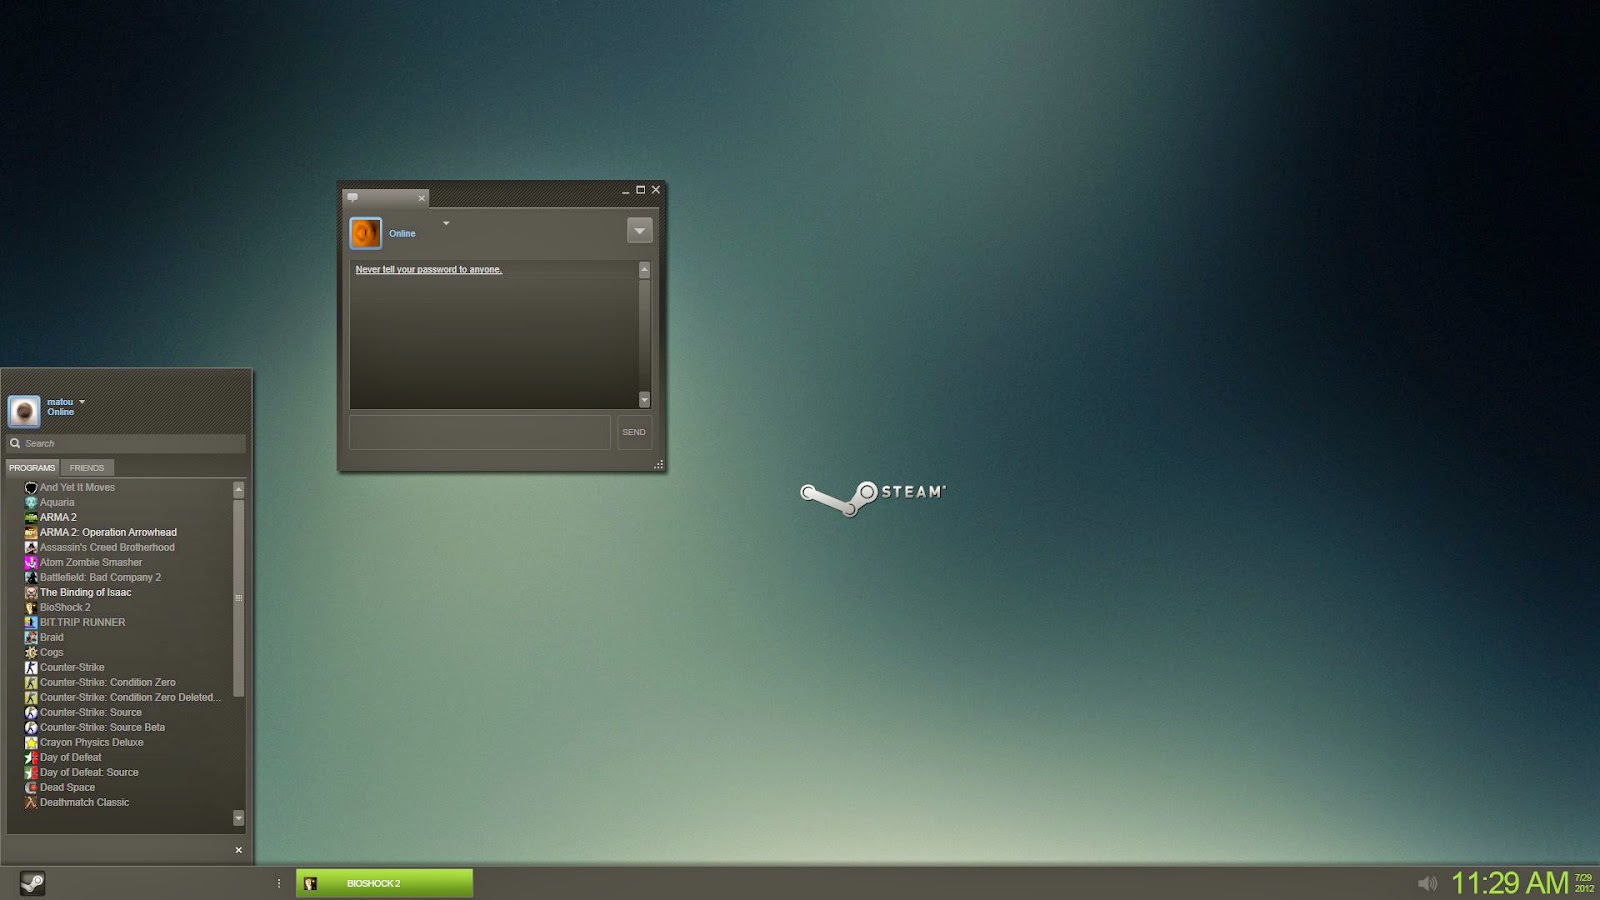 Online
Never tell your password to anyone.
SEND
STEAM
matou
Online
Search
PROGRAMS
FRIENDS
And Yet It Moves
Aquaria
ARMA 2
ARMA 2: Operation Arrowhead
Assassin's Creed Brotherhood
Atom Zombie Smasher
Battlefield: Bad Company 2
The Binding of Isaac
BioShock 2
BIT.TRIP RUNNER
Braid
Cogs
Counter-Strike
Counter-Strike: Condition Zero
Counter-Strike: Condition Zero Deleted...
Counter-Strike: Source
Counter-Strike: Source Beta
Crayon Physics Deluxe
Day of Defeat
Day of Defeat: Source
Dead Space
Deathmatch Classic
BIOSHOCK 2
11:29 AM
7/29
2012